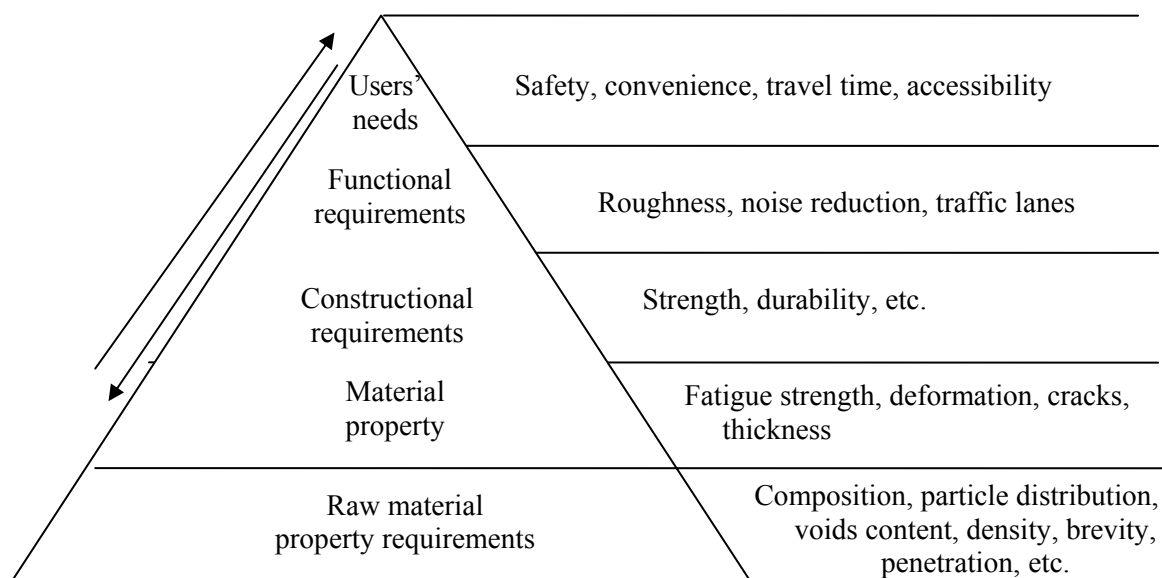 Users'
needs
Safety, convenience, travel time, accessibility
Functional
requirements
Roughness, noise reduction, traffic lanes
Constructional
requirements
Strength, durability, etc.
Material
property
Fatigue strength, deformation, cracks,
thickness
Raw material
property requirements
Composition, particle distribution,
voids content, density, brevity,
penetration, etc.